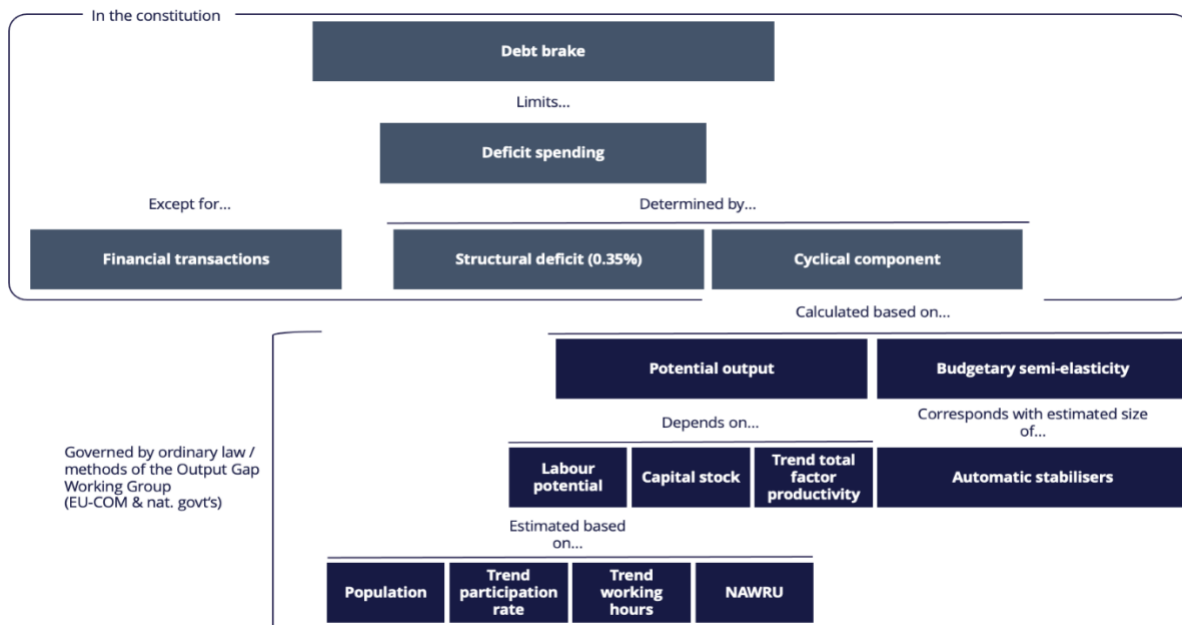 In the constitution
Debt brake
Limits...
Deficit spending
Except for...
Determined by...
Financial transactions
Structural deficit (0.35%)
Cyclical component
Calculated based on...
Potential output
Budgetary semi-elasticity
Depends on...
Corresponds with estimated size
of...
Governed by ordinary law /
methods of the Output Gap
Working Group
(EU-COM & nat. govt's)
Labour
potential
Capital stock
Trend total
factor
productivity
Automatic stabilisers
Estimated based
on...
Population
Trend
participation
rate
Trend
working
hours
NAWRU